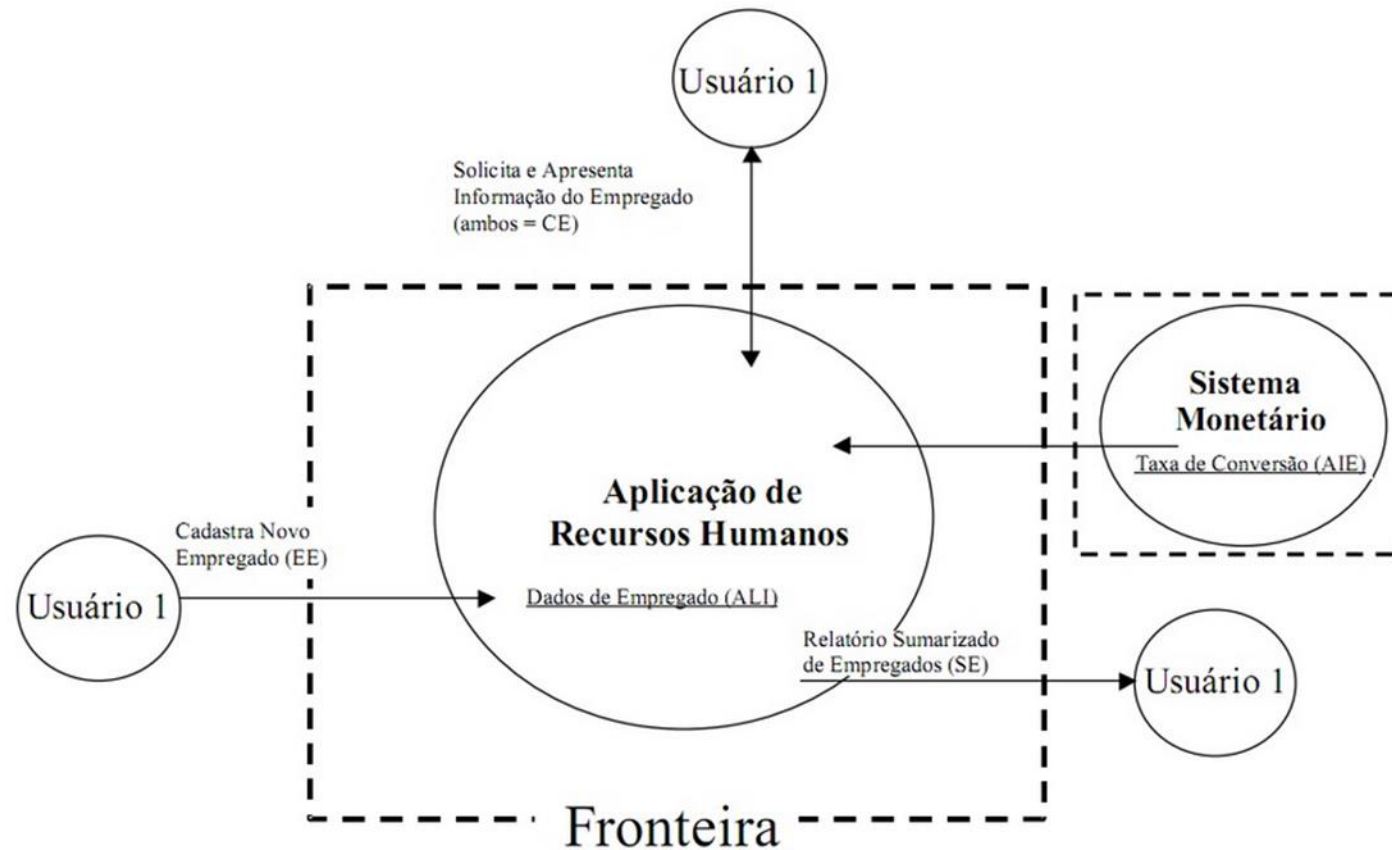 Usuário 1
Solicita e Apresenta
Informação do Empregado
(ambos = CE)
Sistema
Monetário
Taxa de Conversão (AIE)
Aplicação de
Recursos Humanos
Dados de Empregado (ALI)
Cadastra Novo
Empregado (EE)
Usuário 1
Relatório Sumarizado
de Empregados (SE)
Usuário 1
Fronteira